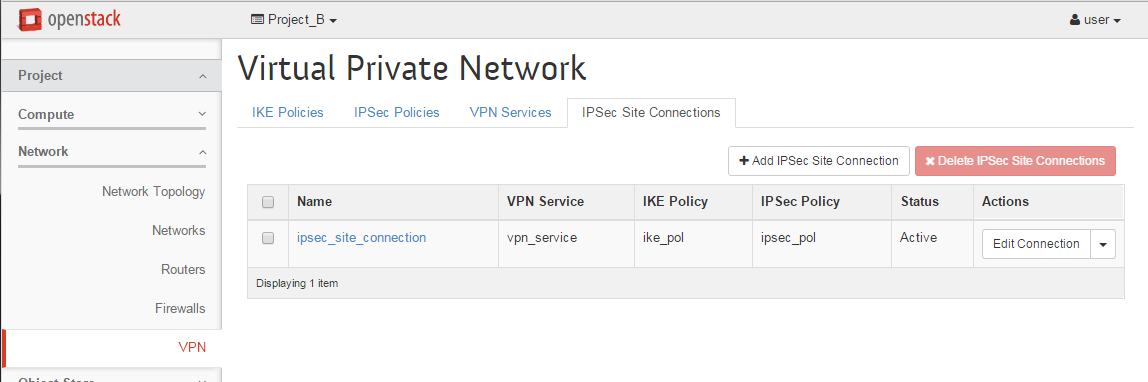 openstack
Project_B
user
Project
Compute
Network
Network Topology
Networks
Routers
Firewalls
VPN
Object Store
Virtual Private Network
IKE Policies
IPSec Policies
VPN Services
IPSec Site Connections
Add IPSec Site Connection
Delete IPSec Site Connections
Name VPN Service IKE Policy IPSec Policy Status Actions
ipsec_site_connection vpn_service ike_pol ipsec_pol Active Edit Connection
Displaying 1 item